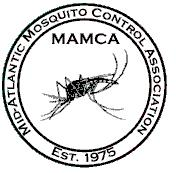 MID-ATLANTIC MOSQUITO CONTROL ASSOCIATION
MAMCA
EST. 1975